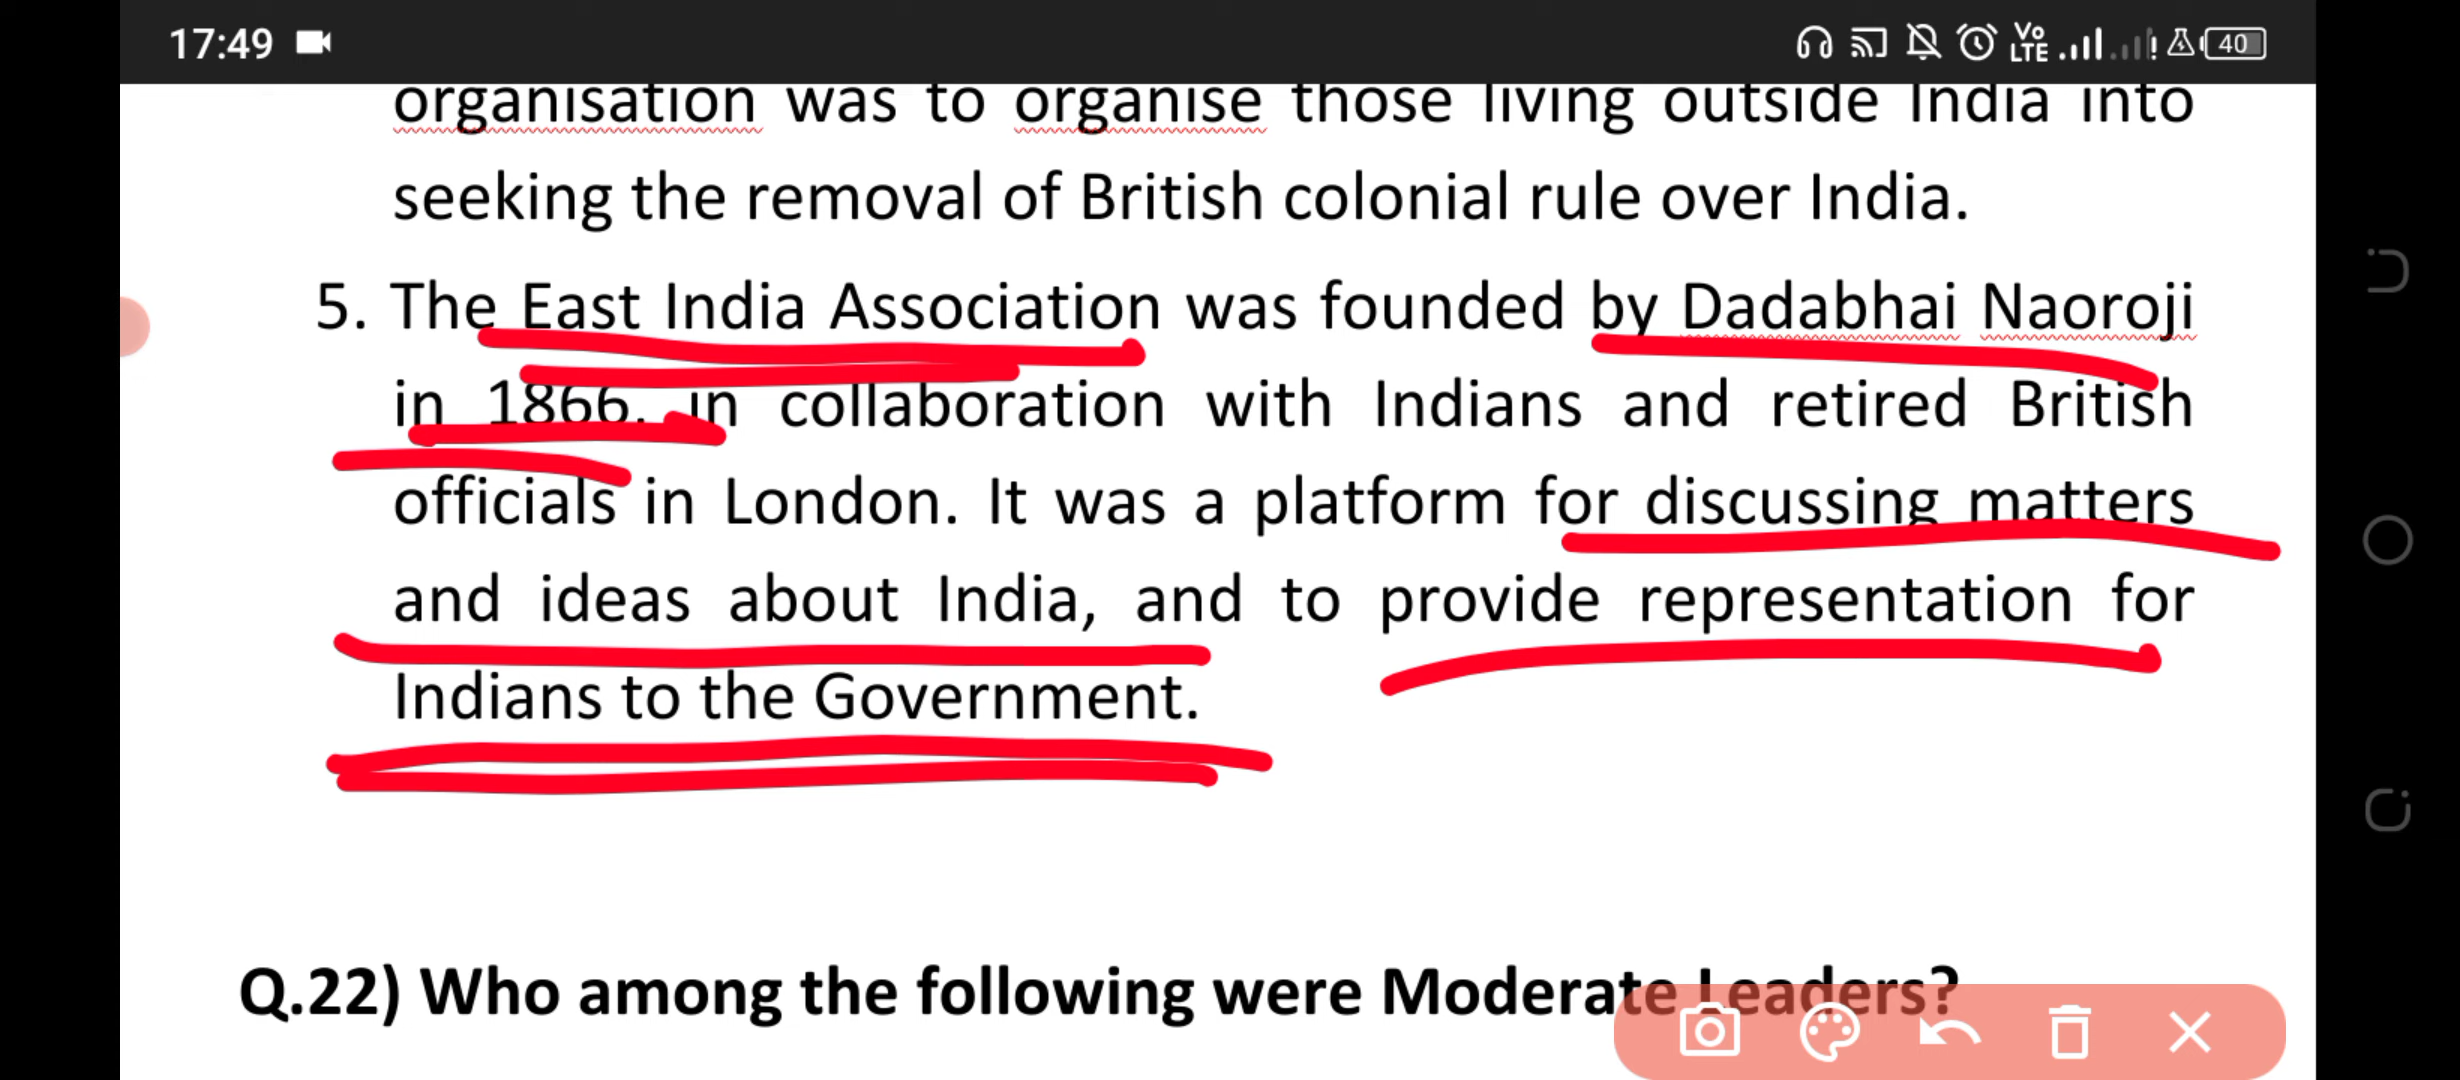 17:49 Vo LTE 40
organisation was to organise those living outside India into
seeking the removal of British colonial rule over India.
5. The East India Association was founded by Dadabhai Naoroji
in 1866, in collaboration with Indians and retired British
officials in London. It was a platform for discussing matters
and ideas about India, and to provide representation for
Indians to the Government.
Q.22) Who among the following were Moderate Leaders?